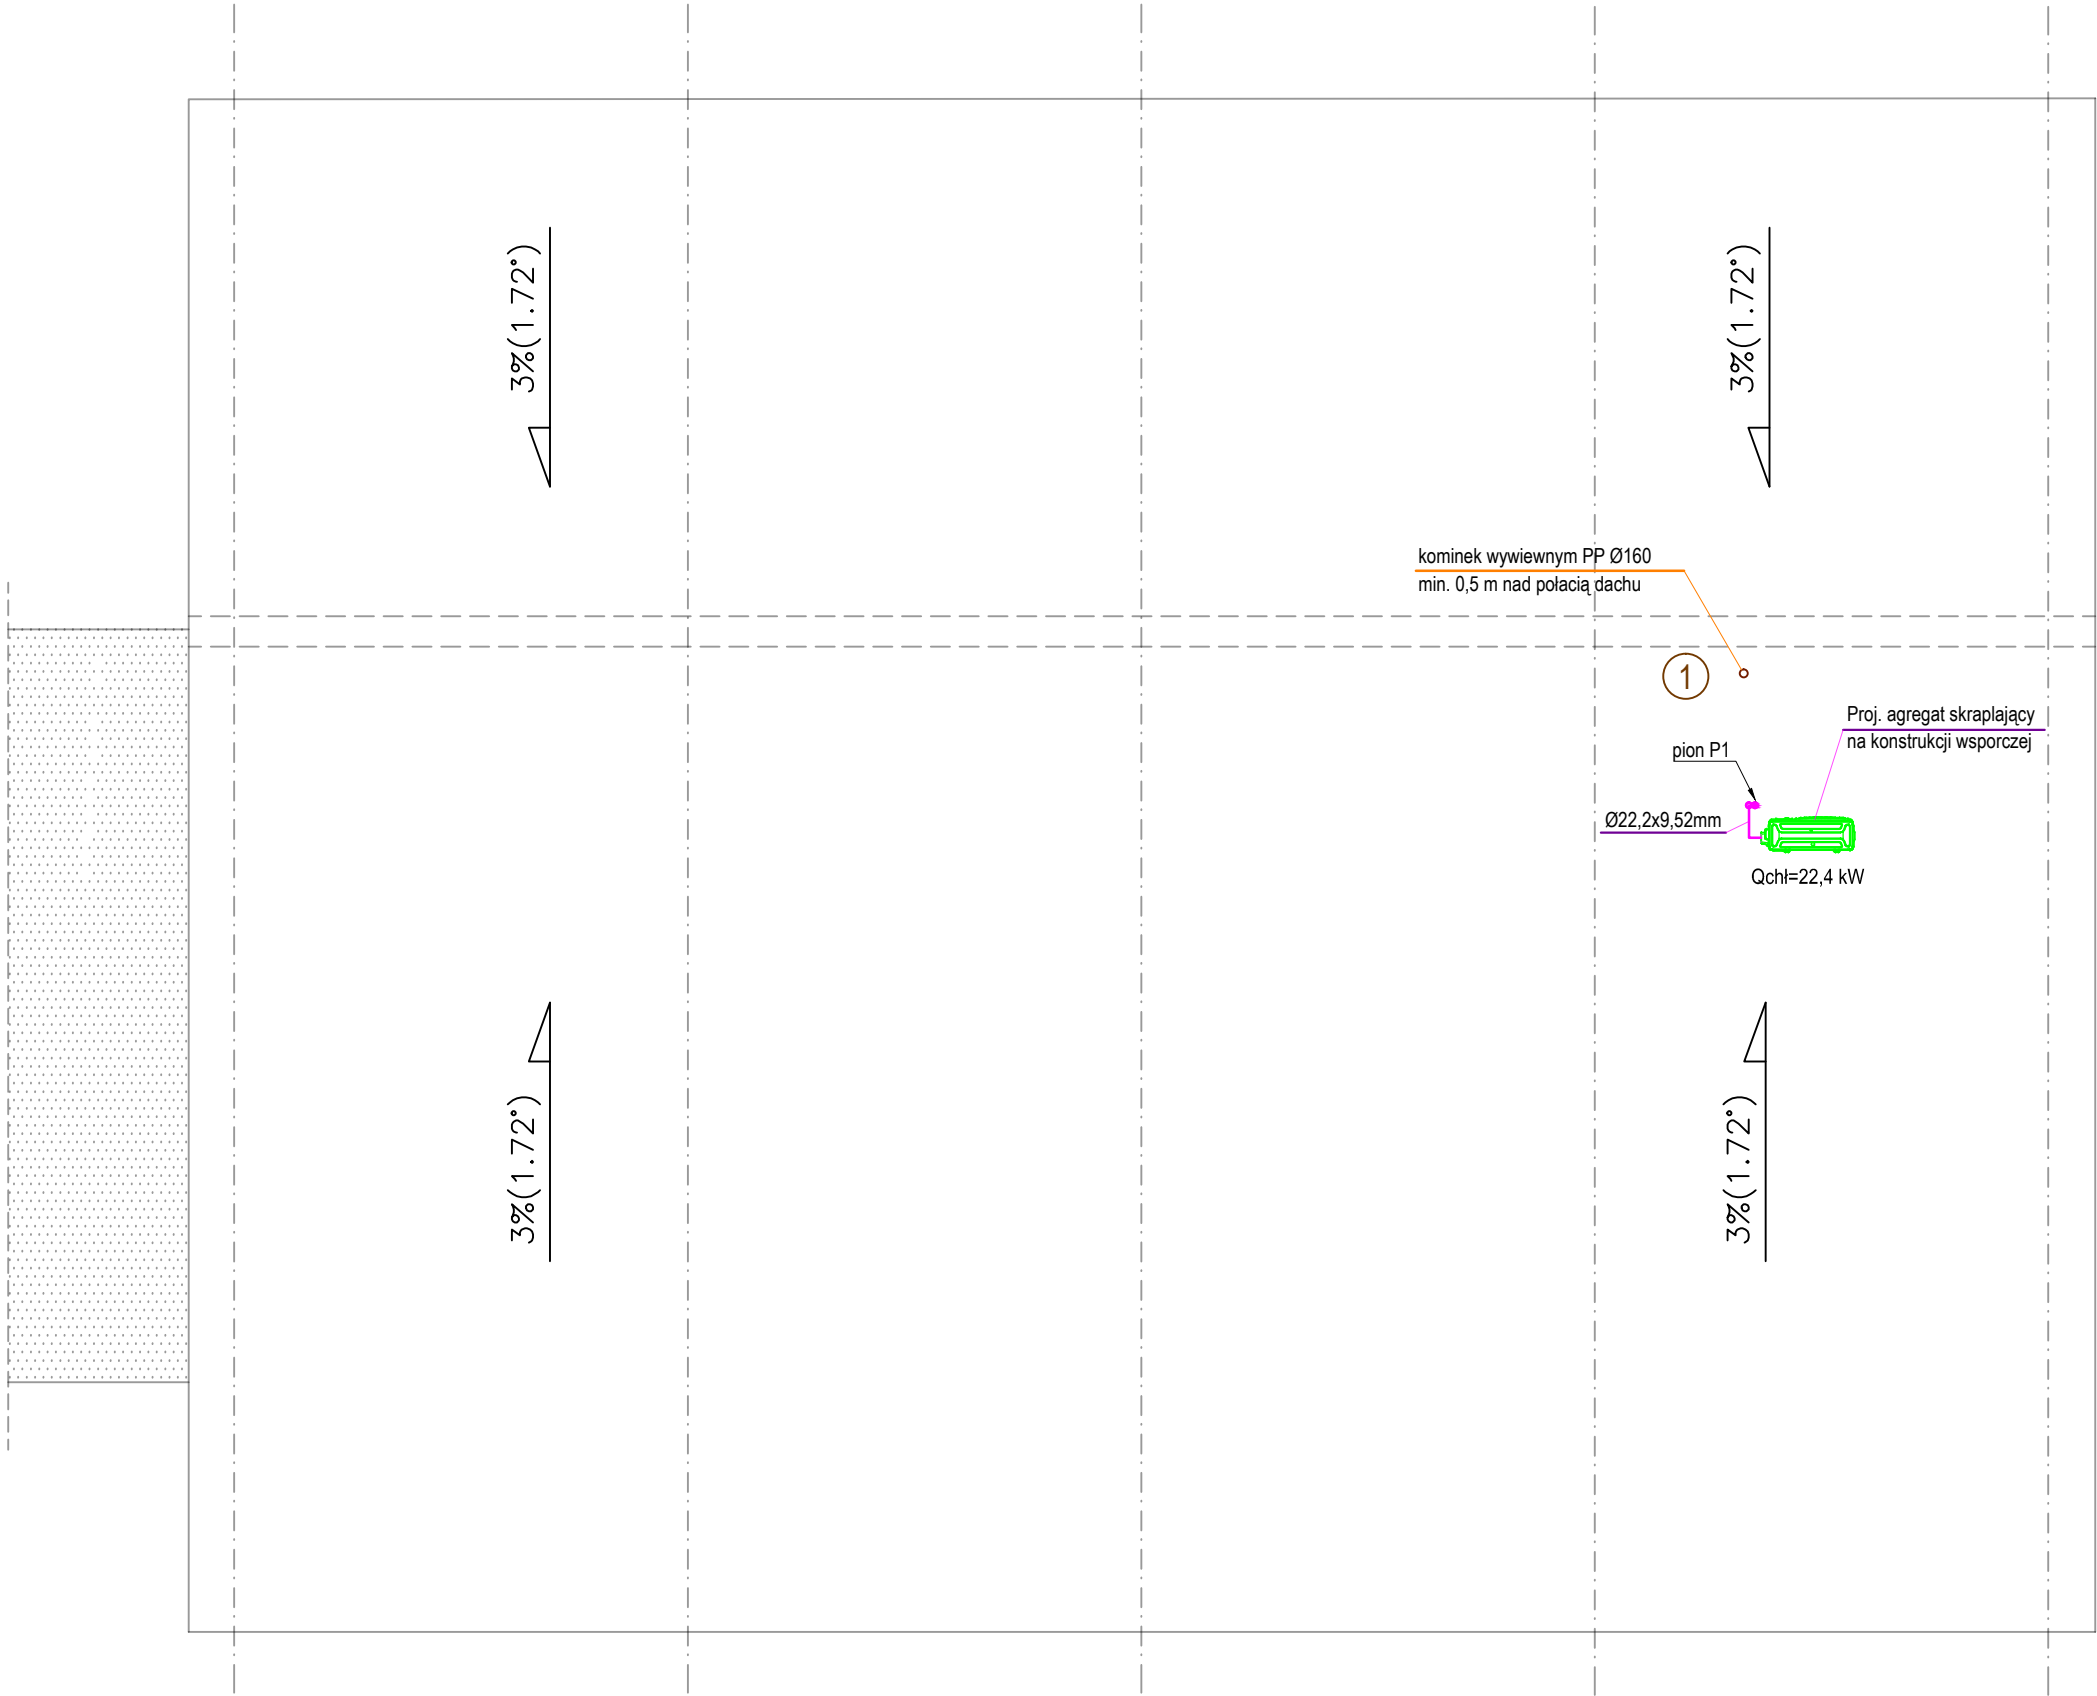 3%(1.72°)
3%(1.72°)
kominek wywiewnym PP Ø160
min. 0,5 m nad połacią dachu
1
Proj. agregat skraplający
na konstrukcji wsporczej
pion P1
Ø22,2x9,52mm
Qchł=22,4 kW
3%(1.72°)
3%(1.72°)